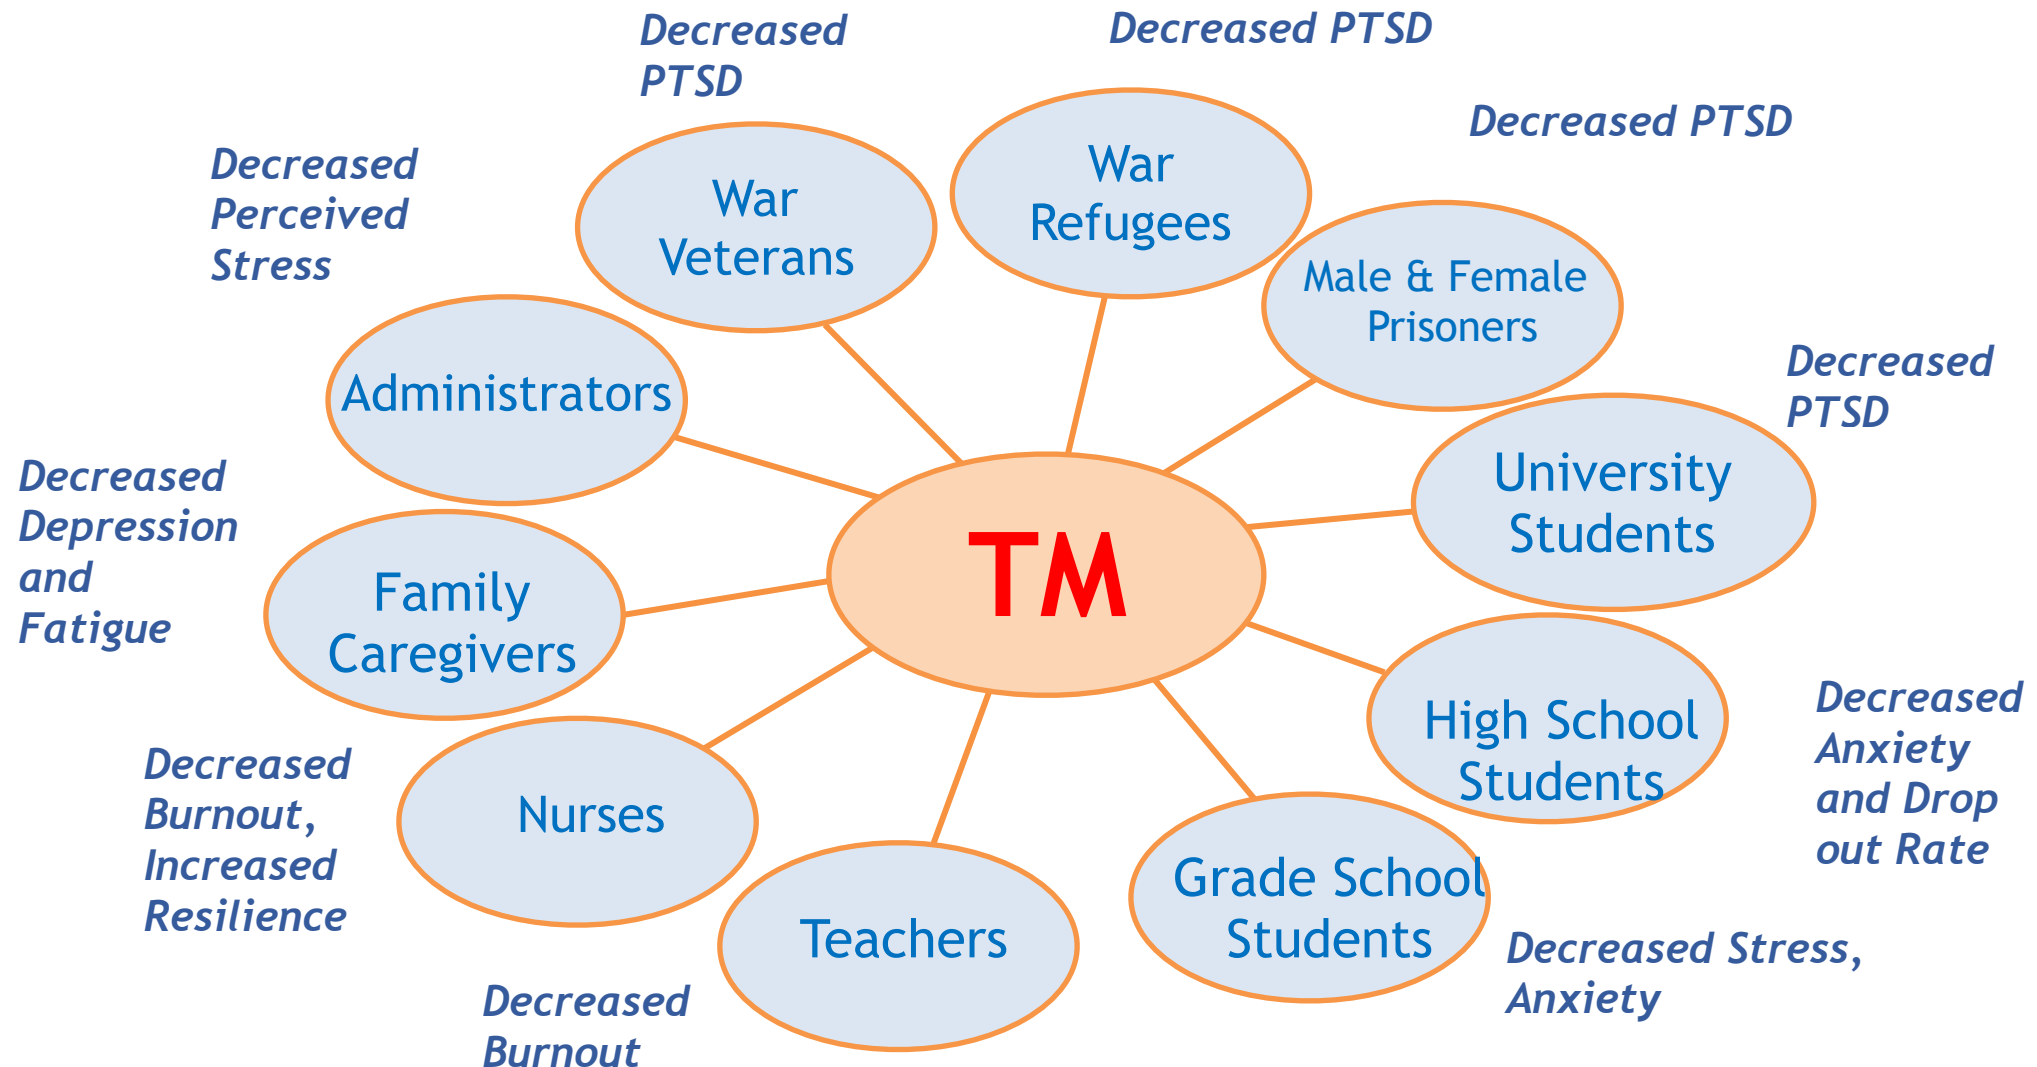 Decreased
PTSD
Decreased PTSD
Decreased PTSD
Decreased
Perceived
Stress
War
Veterans
War
Refugees
Male & Female
Prisoners
Decreased
PTSD
Administrators
University
Students
Decreased
Depression
and
Fatigue
TM
Family
Caregivers
High School
Students
Decreased
Anxiety
and Drop
out Rate
Decreased
Burnout,
Increased
Resilience
Nurses
Teachers
Grade School
Students
Decreased Stress,
Anxiety
Decreased
Burnout